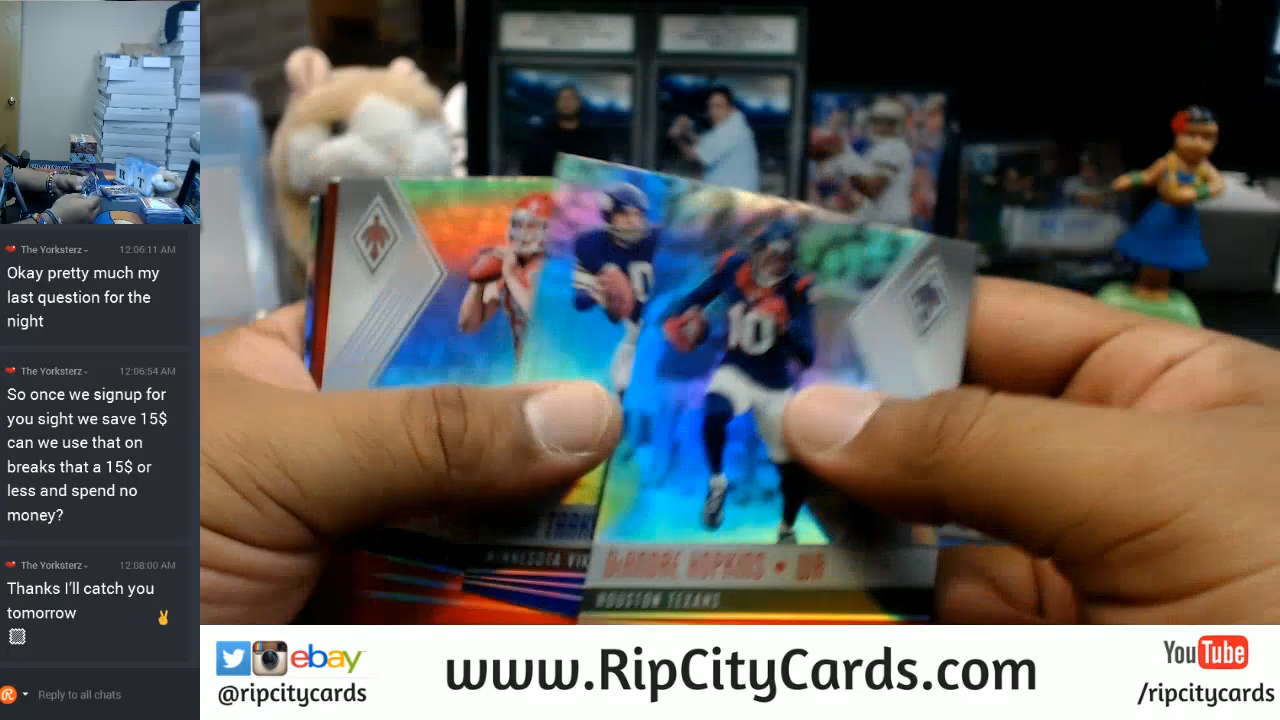 The Yorksterz 12:06:11 AM
Okay pretty much my
last question for the
night
The Yorksterz 12:06:54 AM
So once we signup for
you sight we save 15$
can we use that on
breaks that a 15$ or
less and spend no
money?
The Yorksterz 12:08:00 AM
Thanks I'll catch you
tomorrow
Reply to all chats
10
TARK
MINNESOTA VIK
DeANDRE HOPKINS • WR
HOUSTON TEXANS
ebay
@ripcitycards
www.RipCityCards.com
YouTube
/ripcitycards